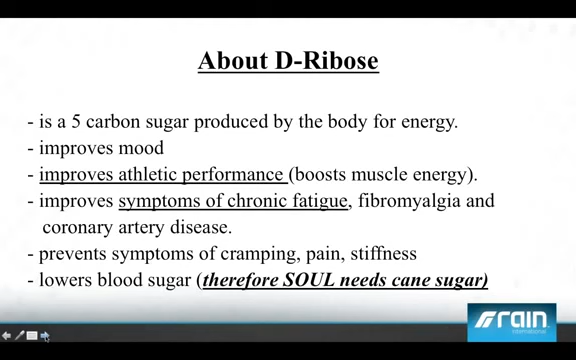 About D-Ribose
- is a 5 carbon sugar produced by the body for energy.
- improves mood
- improves athletic performance (boosts muscle energy).
- improves symptoms of chronic fatigue, fibromyalgia and
coronary artery disease.
- prevents symptoms of cramping, pain, stiffness
- lowers blood sugar (therefore SOUL needs cane sugar)
rain
international